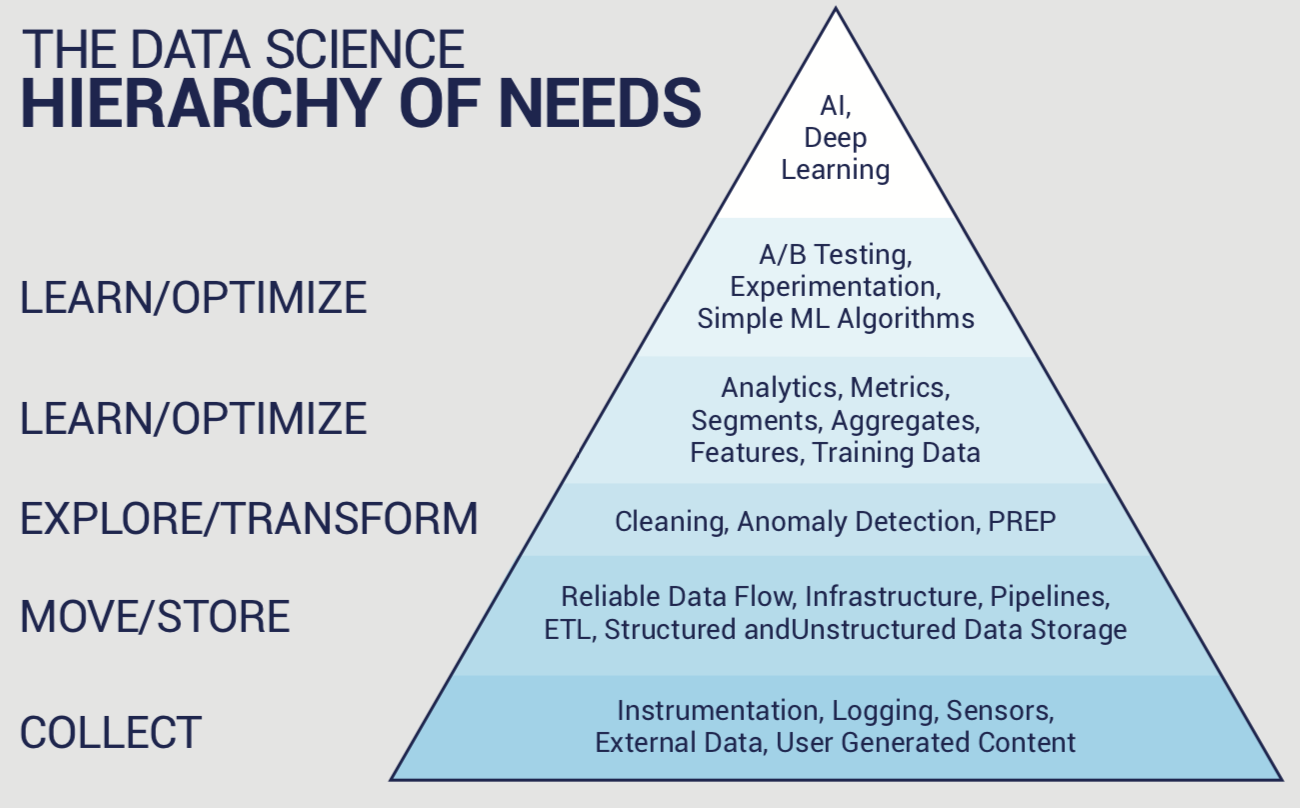 THE DATA SCIENCE
HIERARCHY OF NEEDS
AI,
Deep
Learning
LEARN/OPTIMIZE
A/B Testing,
Experimentation,
Simple ML Algorithms
LEARN/OPTIMIZE
Analytics, Metrics,
Segments, Aggregates,
Features, Training Data
EXPLORE/TRANSFORM
Cleaning, Anomaly Detection, PREP
MOVE/STORE
Reliable Data Flow, Infrastructure, Pipelines,
ETL, Structured andUnstructured Data Storage
COLLECT
Instrumentation, Logging, Sensors,
External Data, User Generated Content